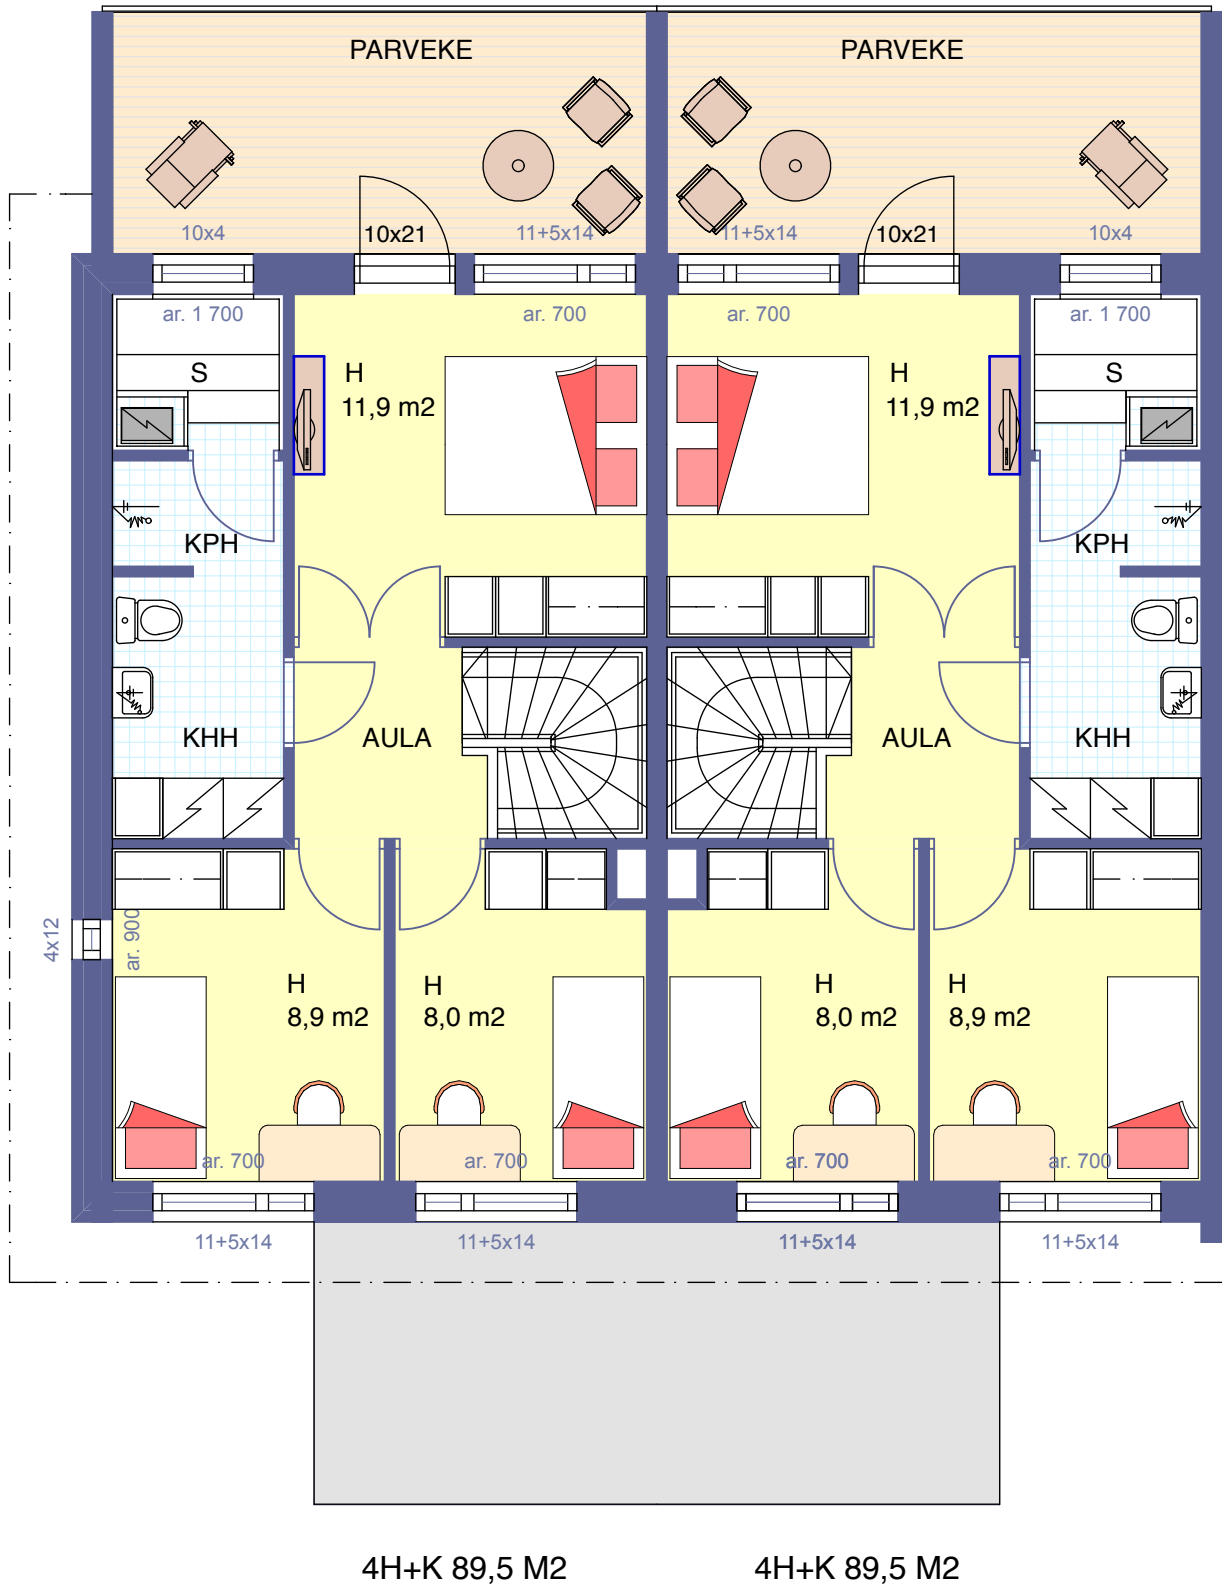 PARVEKE PARVEKE
10x4 10x21 11+5x14 11+5x14 10x21 10x4
ar. 1 700 ar. 700 ar. 700 ar. 1 700
S H H S
11,9 m2 11,9 m2
KPH KPH
KHH AULA AULA KHH
4x12 ar. 900
H H H H
8,9 m2 8,0 m2 8,0 m2 8,9 m2
ar. 700 ar. 700 ar. 700 ar. 700
11+5x14 11+5x14 11+5x14 11+5x14
4H+K 89,5 M2 4H+K 89,5 M2